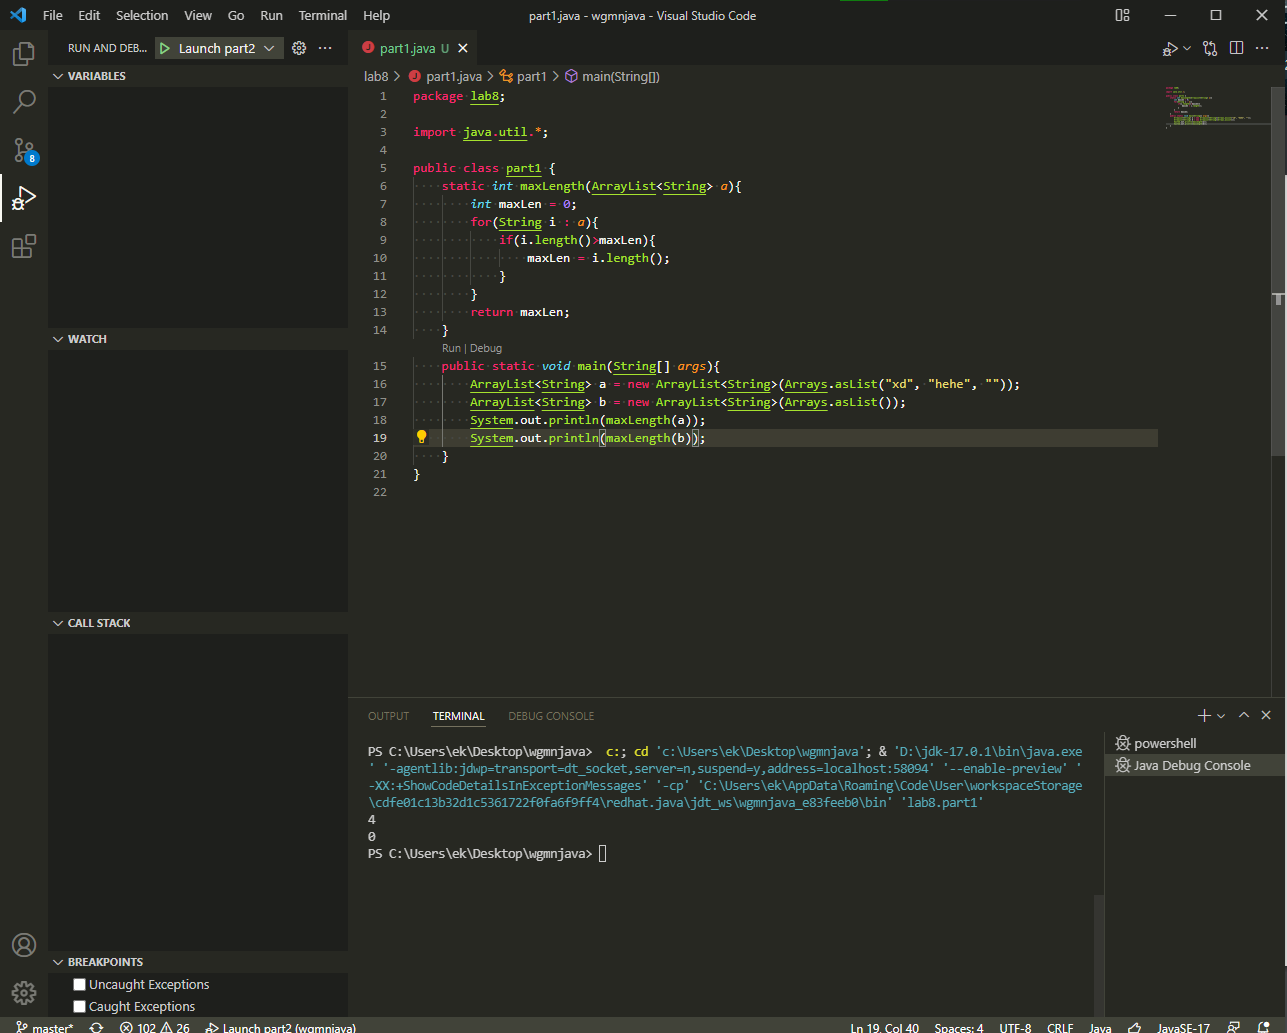 File Edit Selection View Go Run Terminal Help part1.java - wgmnjava - Visual Studio Code
RUN AND DEB... Launch part2
part1.java U
VARIABLES
lab8 > part1.java > part1 > main(String[])
1 package lab8;
2
3 import java.util.*;
4
5 public class part1 {
6 static int maxLength(ArrayList<String> a){
7 int maxLen = 0;
8 for(String i : a){
9 if(i.length()>maxLen){
10 maxLen = i.length();
11 }
12 }
13 return maxLen;
14 }
Run | Debug
15 public static void main(String[] args){
16 ArrayList<String> a = new ArrayList<String>(Arrays.asList("xd", "hehe", ""));
17 ArrayList<String> b = new ArrayList<String>(Arrays.asList());
18 System.out.println(maxLength(a));
19 System.out.println(maxLength(b));
20 }
21 }
22
8
WATCH
CALL STACK
BREAKPOINTS
Uncaught Exceptions
Caught Exceptions
OUTPUT TERMINAL DEBUG CONSOLE
PS C:\Users\ek\Desktop\wgmnjava> c:; cd 'c:\Users\ek\Desktop\wgmnjava'; & 'D:\jdk-17.0.1\bin\java.exe
' '-agentlib:jdwp=transport=dt_socket,server=n,suspend=y,address=localhost:58094' '--enable-preview' '
-XX:+ShowCodeDetailsInExceptionMessages' '-cp' 'C:\Users\ek\AppData\Roaming\Code\User\workspaceStorage
\cdfe01c13b32d1c5361722f0fa6f9ff4\redhat.java\jdt_ws\wgmnjava_e83feeb0\bin' 'lab8.part1'
4
0
PS C:\Users\ek\Desktop\wgmnjava>
powershell
Java Debug Console
master* 102 26 Launch part2 (wgmnjava) Ln 19, Col 40 Spaces: 4 UTF-8 CRLF Java JavaSE-17